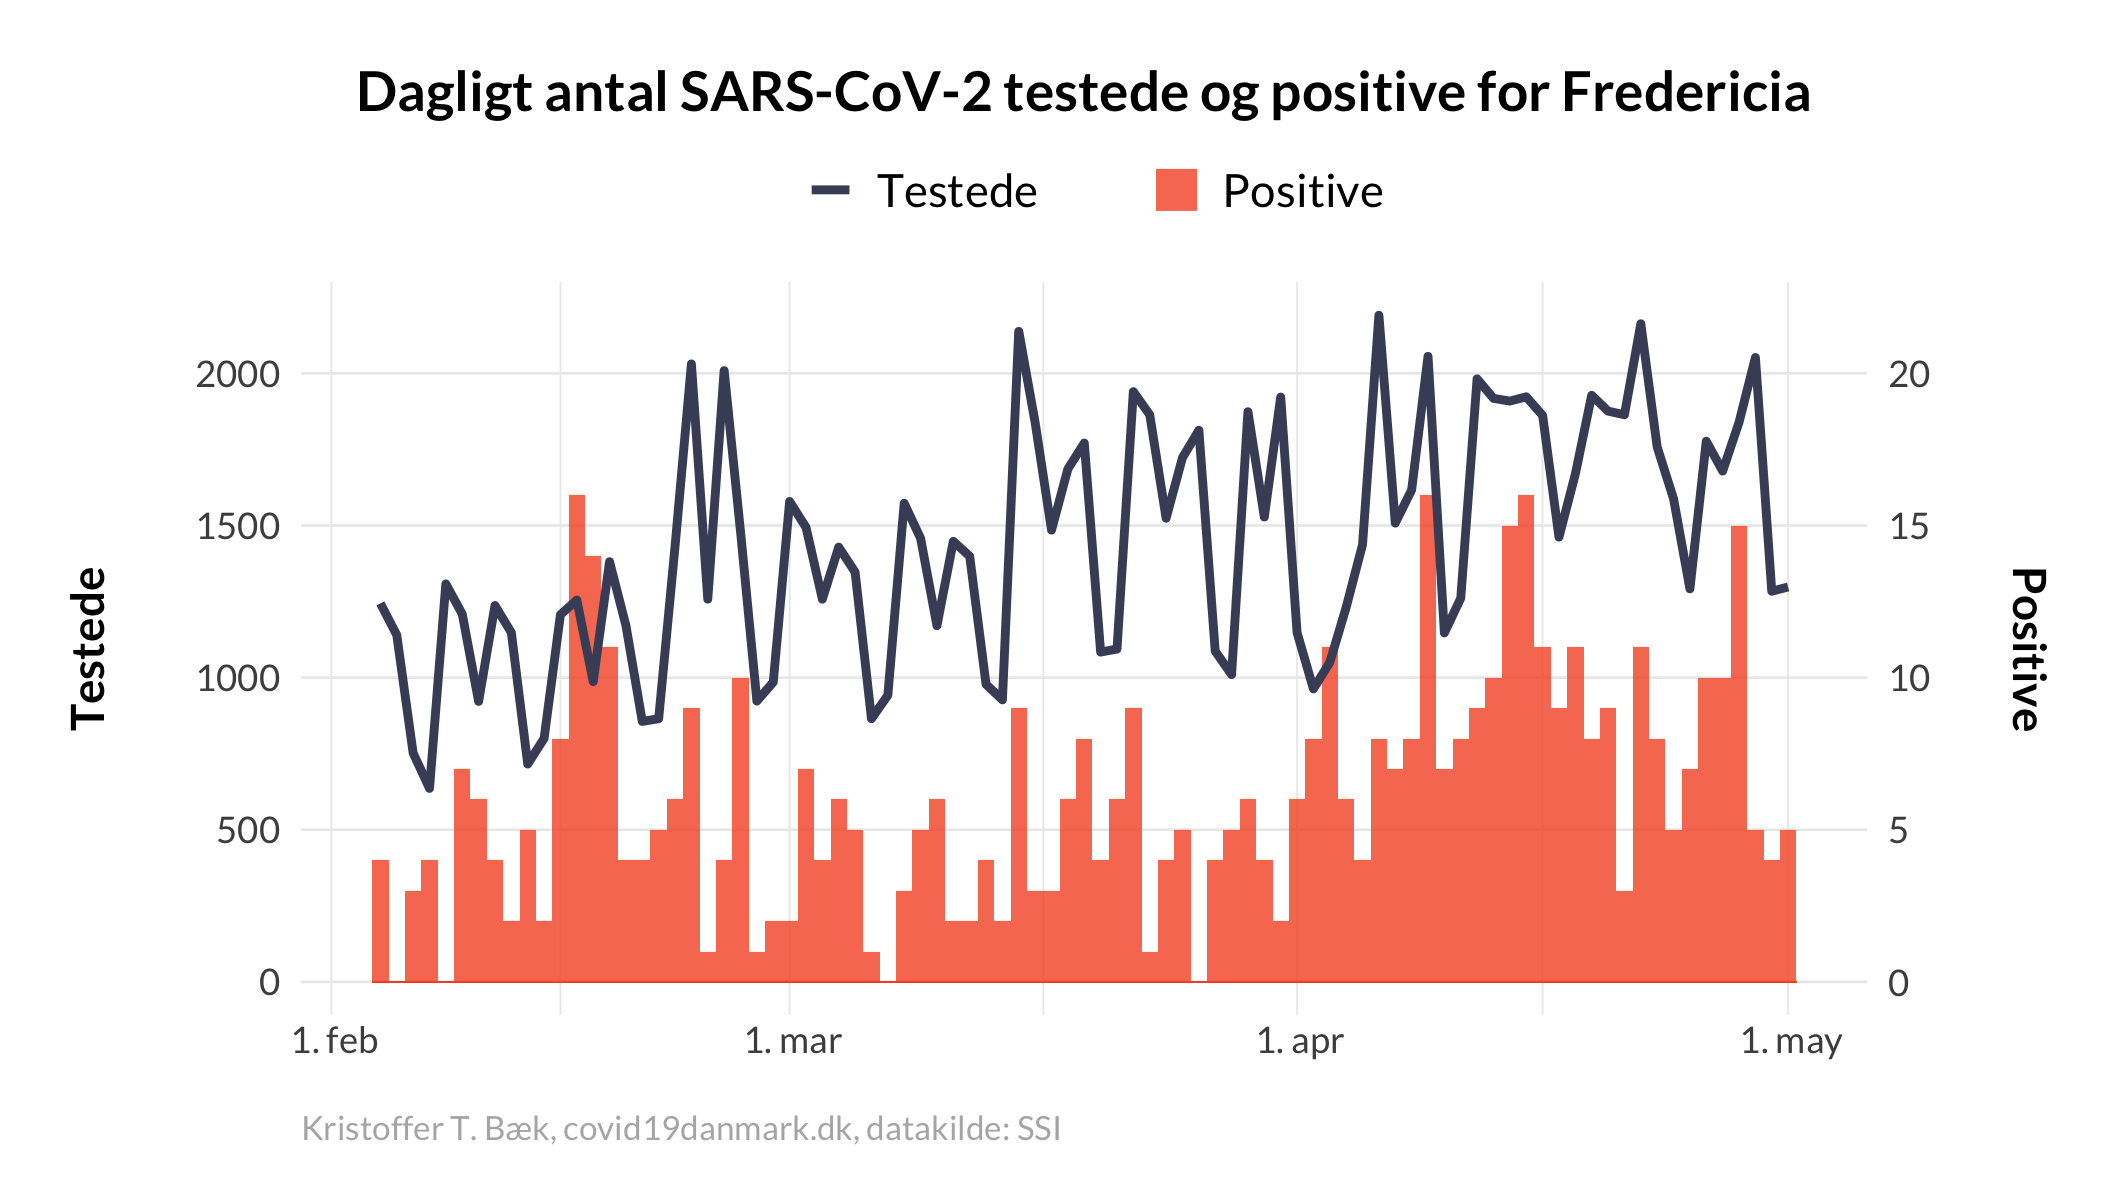 Dagligt antal SARS-CoV-2 testede og positive for Fredericia
Testede
Positive
2000
1500
1000
500
0
20
15
10
5
0
Testede
Positive
1. feb
1. mar
1. apr
1. may
Kristoffer T. Bæk, covid19danmark.dk, datakilde: SSI